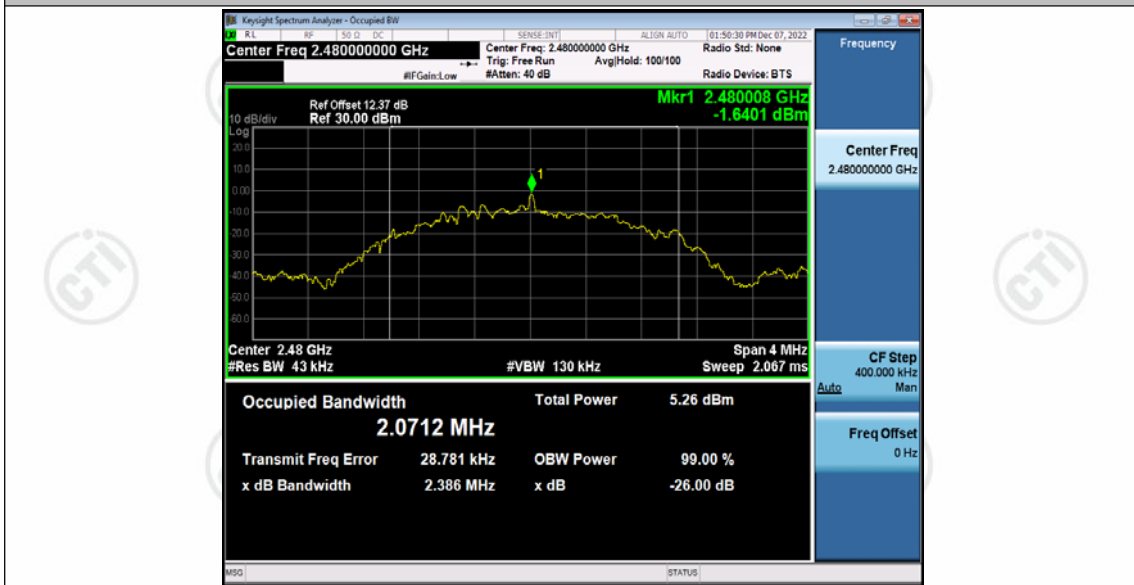 Keysight Spectrum Analyzer - Occupied BW
RL RF 50 Ω DC SENSE:INT ALIGN AUTO 01:50:30 PM Dec 07, 2022
Center Freq 2.480000000 GHz
Center Freq: 2.480000000 GHz
Radio Std: None
Trig: Free Run Avg|Hold: 100/100
#IFGain:Low
#Atten: 40 dB
Radio Device: BTS
Frequency
Mkr1 2.480008 GHz
-1.6401 dBm
Ref Offset 12.37 dB
10 dB/div Ref 30.00 dBm
Log
20.0
10.0
0.00
-10.0
-20.0
-30.0
-40.0
-50.0
-60.0
1
Center 2.48 GHz
Span 4 MHz
#Res BW 43 kHz
#VBW 130 kHz
Sweep 2.067 ms
Center Freq
2.480000000 GHz
CF Step
400.000 kHz
Auto Man
Freq Offset
0 Hz
Occupied Bandwidth
2.0712 MHz
Total Power 5.26 dBm
Transmit Freq Error 28.781 kHz
OBW Power 99.00 %
x dB Bandwidth 2.386 MHz
x dB -26.00 dB
MSG
STATUS
CTI
CTI